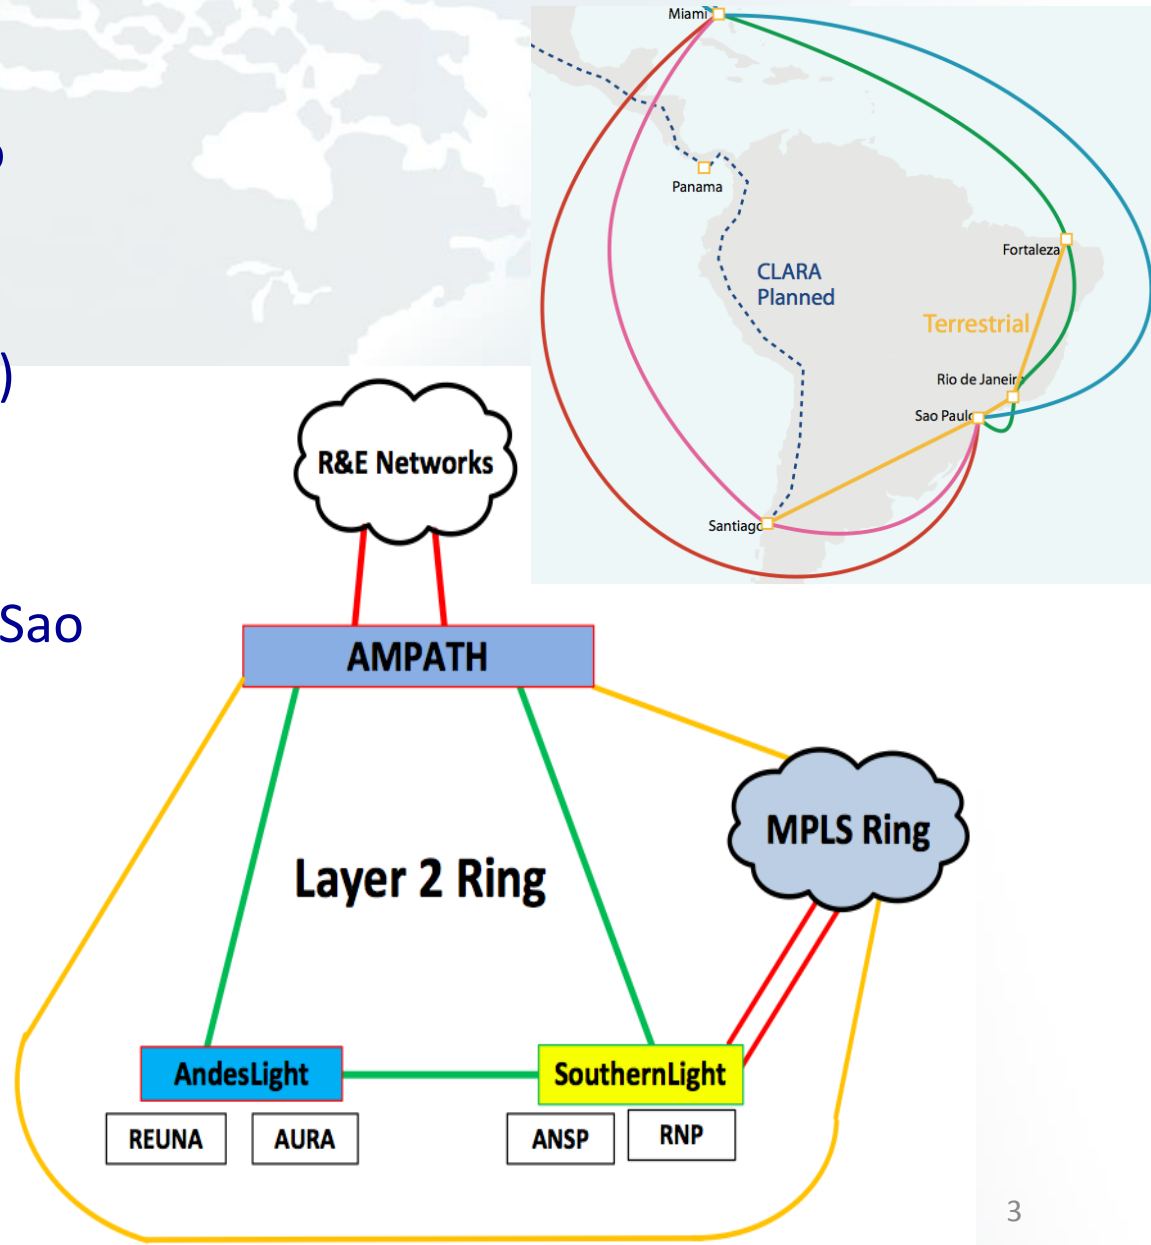 Miami
Panama
CLARA
Planned
Fortaleza
Terrestrial
Rio de Janeir
Sao Paulo
Santiago
)
Sao
R&E Networks
AMPATH
MPLS Ring
Layer 2 Ring
AndesLight
SouthernLight
REUNA
AURA
ANSP
RNP
3